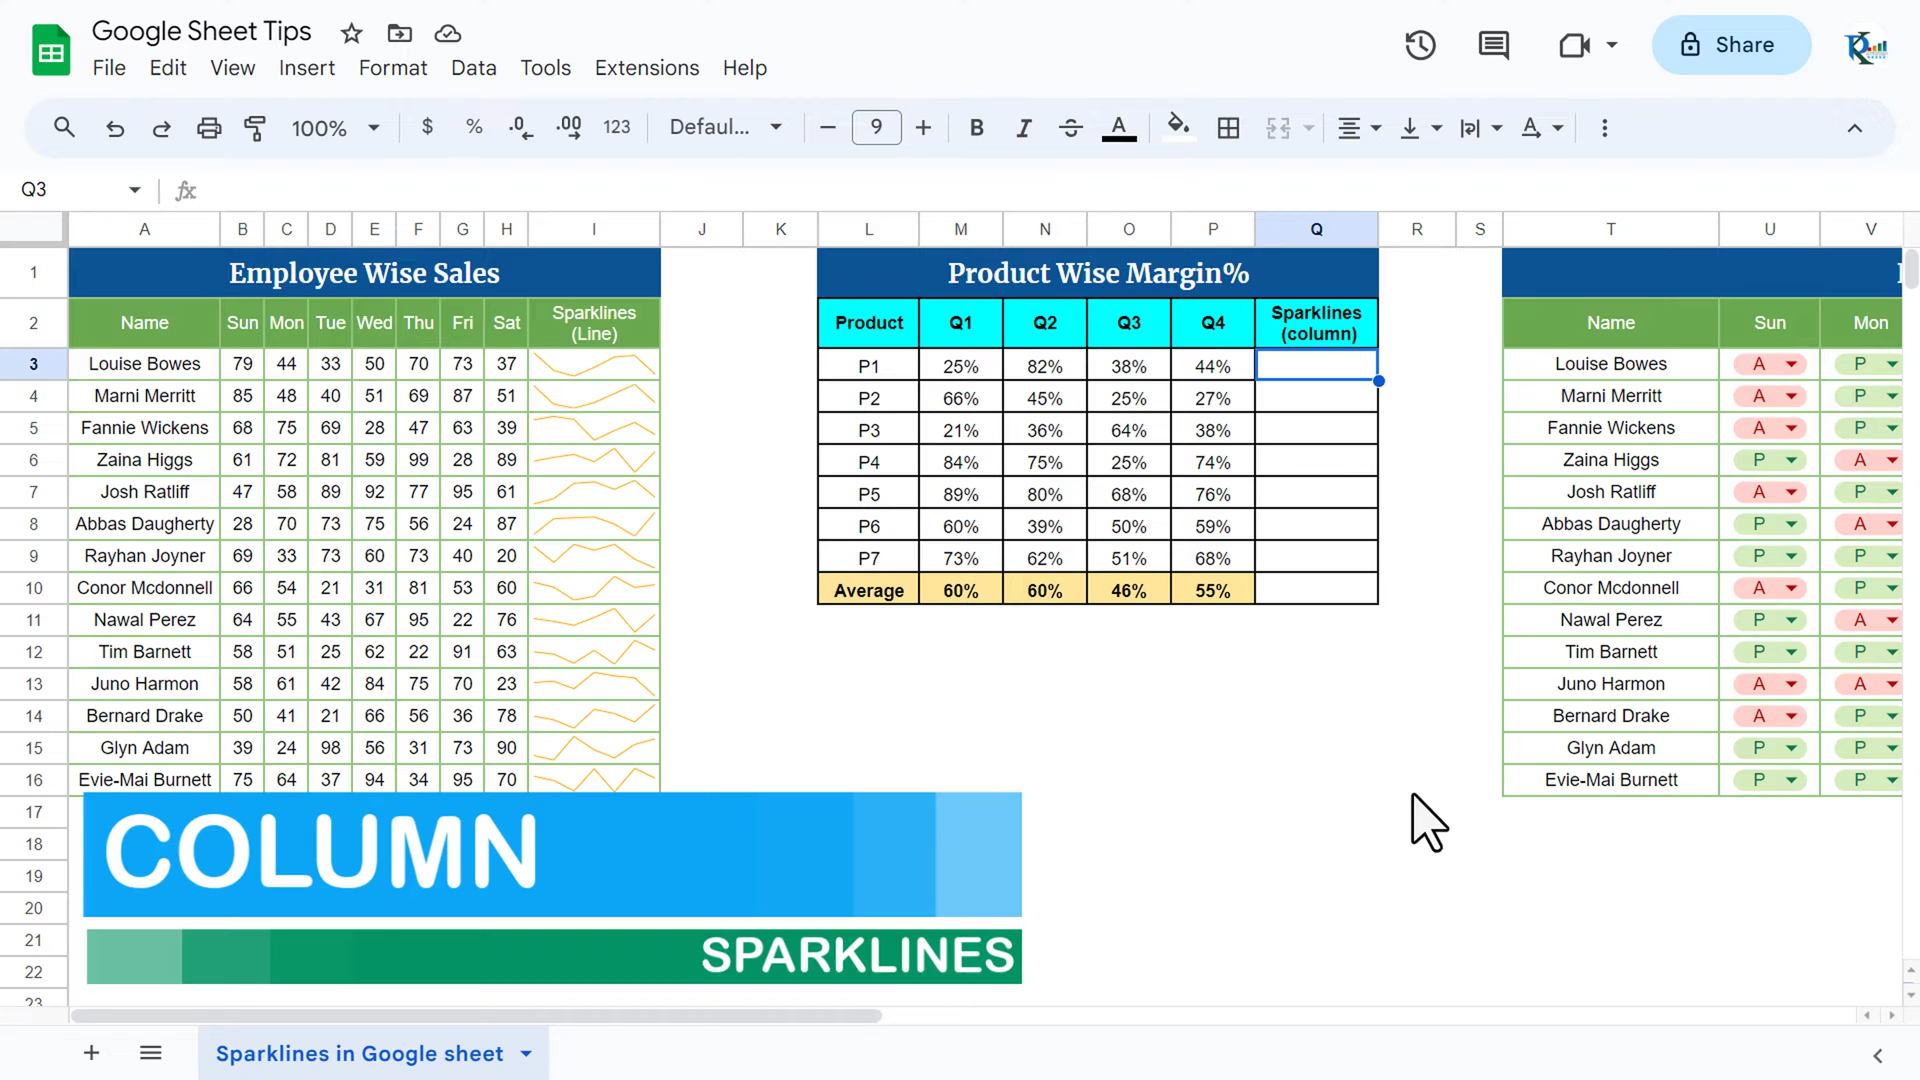 Google Sheet Tips
File Edit View Insert Format Data Tools Extensions Help
Share
100% $ % .0 .00 123 Defaul... 9 B I A
Q3 fx
A B C D E F G H I J K L M N O P Q R S T U V
1 Employee Wise Sales Product Wise Margin%
2 Name Sun Mon Tue Wed Thu Fri Sat Sparklines (Line) Product Q1 Q2 Q3 Q4 Sparklines (column) Name Sun Mon
3 Louise Bowes 79 44 33 50 70 73 37 P1 25% 82% 38% 44% Louise Bowes A P
4 Marni Merritt 85 48 40 51 69 87 51 P2 66% 45% 25% 27% Marni Merritt A P
5 Fannie Wickens 68 75 69 28 47 63 39 P3 21% 36% 64% 38% Fannie Wickens A P
6 Zaina Higgs 61 72 81 59 99 28 89 P4 84% 75% 25% 74% Zaina Higgs P A
7 Josh Ratliff 47 58 89 92 77 95 61 P5 89% 80% 68% 76% Josh Ratliff A P
8 Abbas Daugherty 28 70 73 75 56 24 87 P6 60% 39% 50% 59% Abbas Daugherty P A
9 Rayhan Joyner 69 33 73 60 73 40 20 P7 73% 62% 51% 68% Rayhan Joyner P P
10 Conor Mcdonnell 66 54 21 31 81 53 60 Average 60% 60% 46% 55% Conor Mcdonnell A P
11 Nawal Perez 64 55 43 67 95 22 76 Nawal Perez P A
12 Tim Barnett 58 51 25 62 22 91 63 Tim Barnett P P
13 Juno Harmon 58 61 42 84 75 70 23 Juno Harmon A A
14 Bernard Drake 50 41 21 66 56 36 78 Bernard Drake A P
15 Glyn Adam 39 24 98 56 31 73 90 Glyn Adam P P
16 Evie-Mai Burnett 75 64 37 94 34 95 70 Evie-Mai Burnett P P
17
18 COLUMN
19
20
21 SPARKLINES
22
23
Sparklines in Google sheet